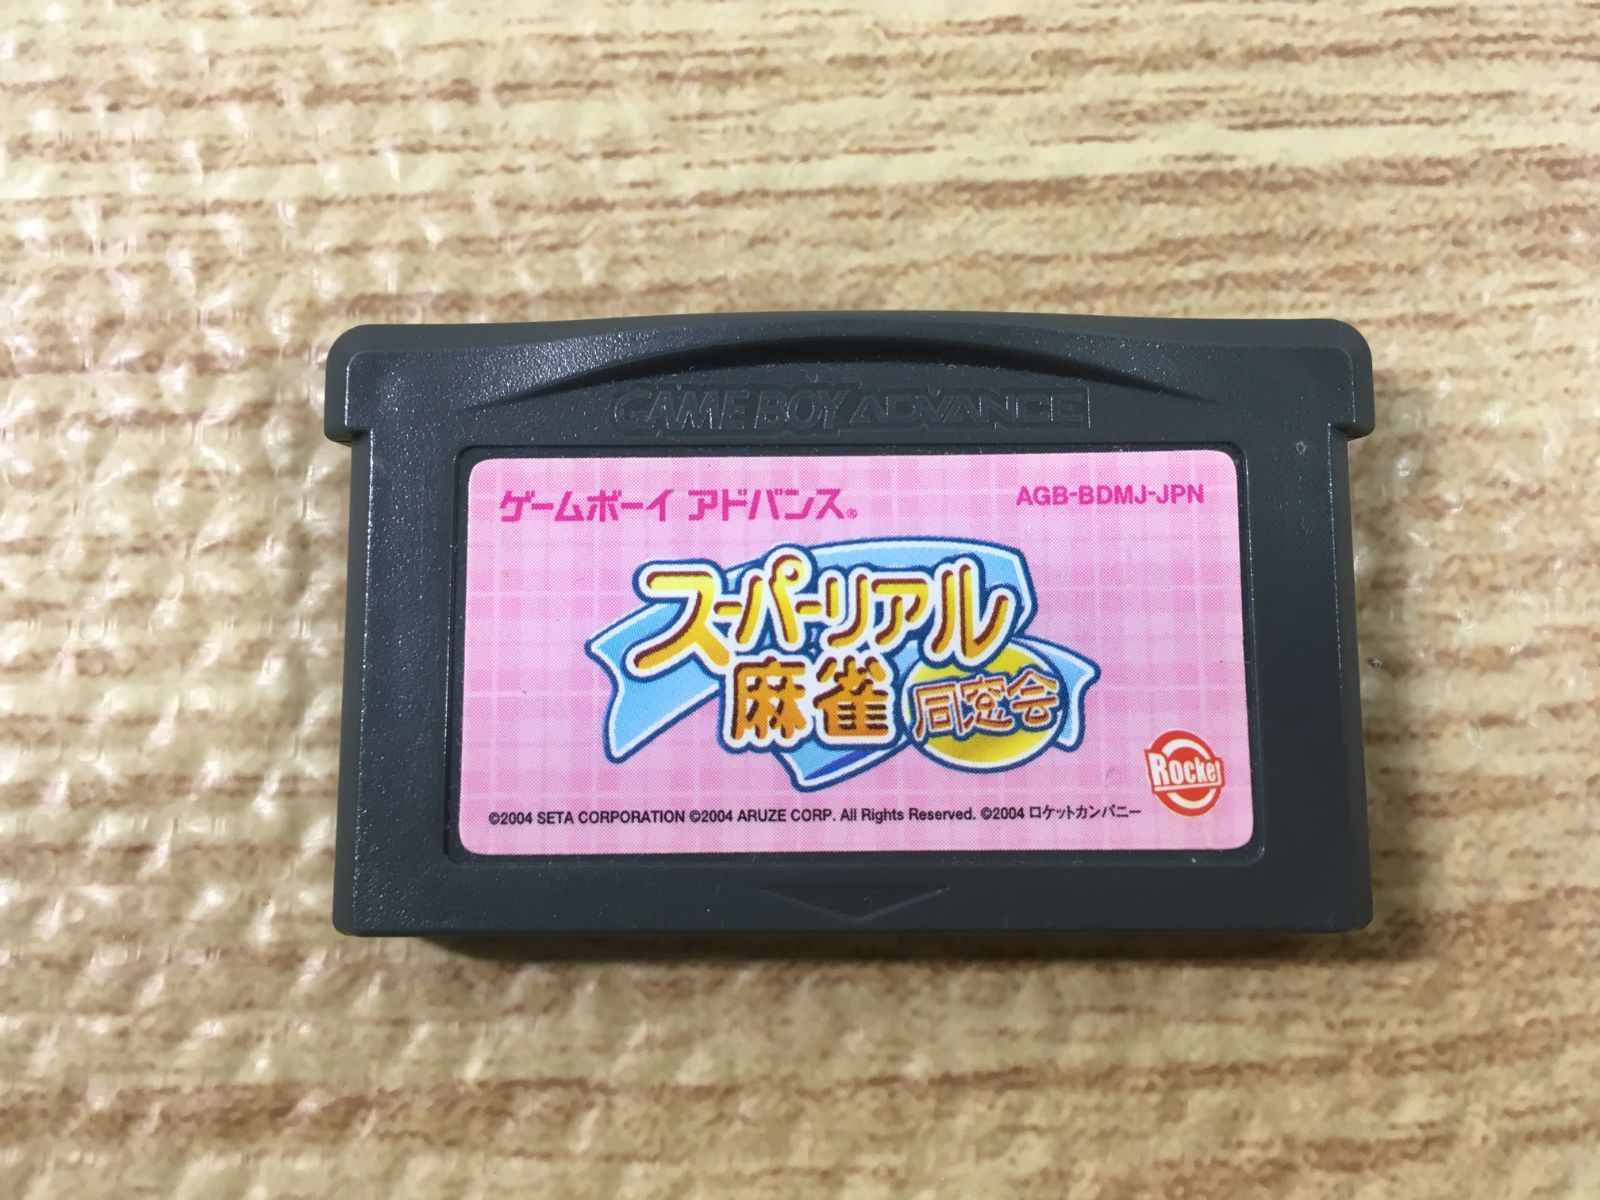 GAME BOY ADVANCE
ゲームボーイ アドバンス®
AGB-BDMJ-JPN
スーパーリアル
麻雀 同窓会
Rocket
©2004 SETA CORPORATION ©2004 ARUZE CORP. All Rights Reserved. ©2004 ロケットカンパニー